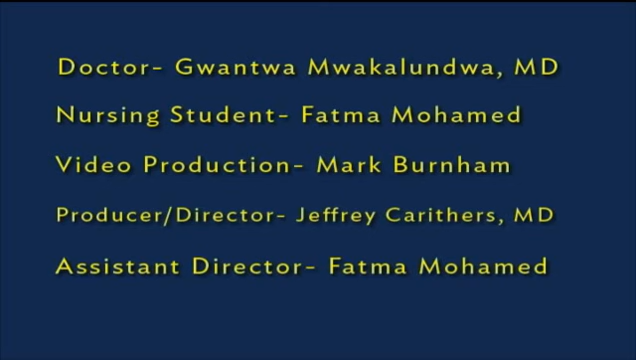 Doctor- Gwantwa Mwakalundwa, MD
Nursing Student- Fatma Mohamed
Video Production- Mark Burnham
Producer/Director- Jeffrey Carithers, MD
Assistant Director- Fatma Mohamed